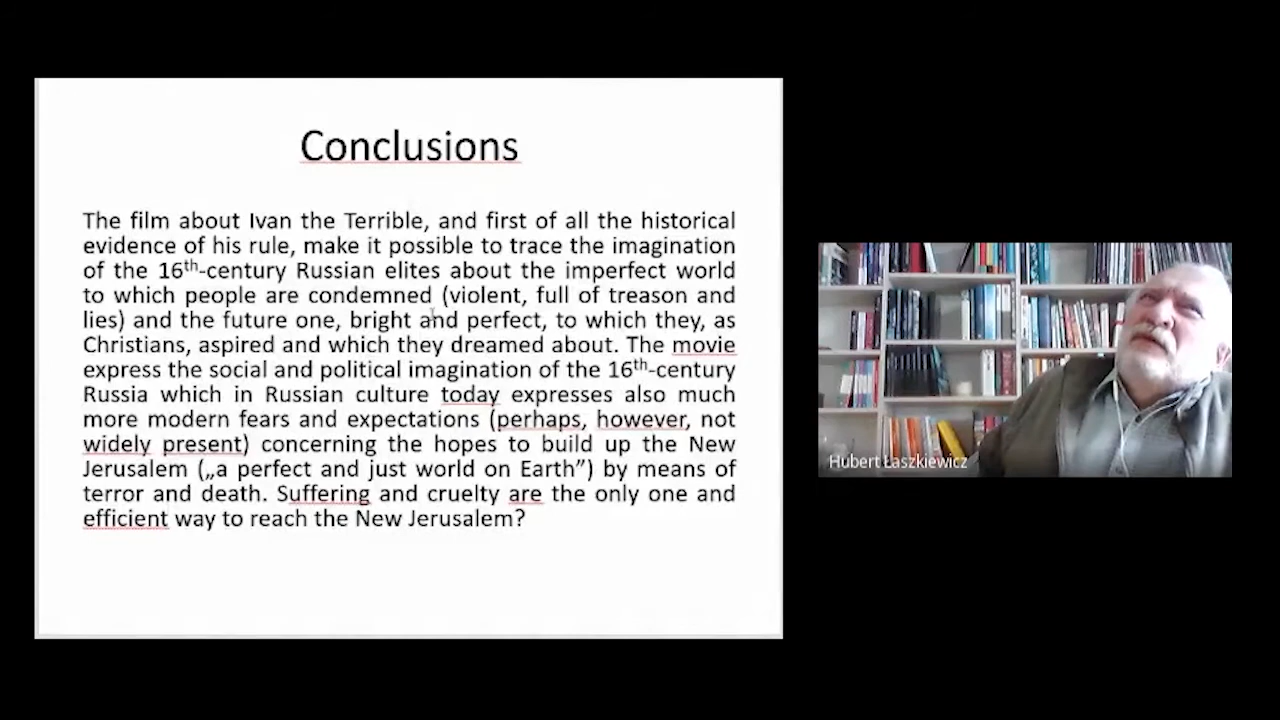 Conclusions
The film about Ivan the Terrible, and first of all the historical
evidence of his rule, make it possible to trace the imagination
of the 16th-century Russian elites about the imperfect world
to which people are condemned (violent, full of treason and
lies) and the future one, bright and perfect, to which they, as
Christians, aspired and which they dreamed about. The movie
express the social and political imagination of the 16th-century
Russia which in Russian culture today expresses also much
more modern fears and expectations (perhaps, however, not
widely present) concerning the hopes to build up the New
Jerusalem („a perfect and just world on Earth”) by means of
terror and death. Suffering and cruelty are the only one and
efficient way to reach the New Jerusalem?
Hubert Łaszkiewicz